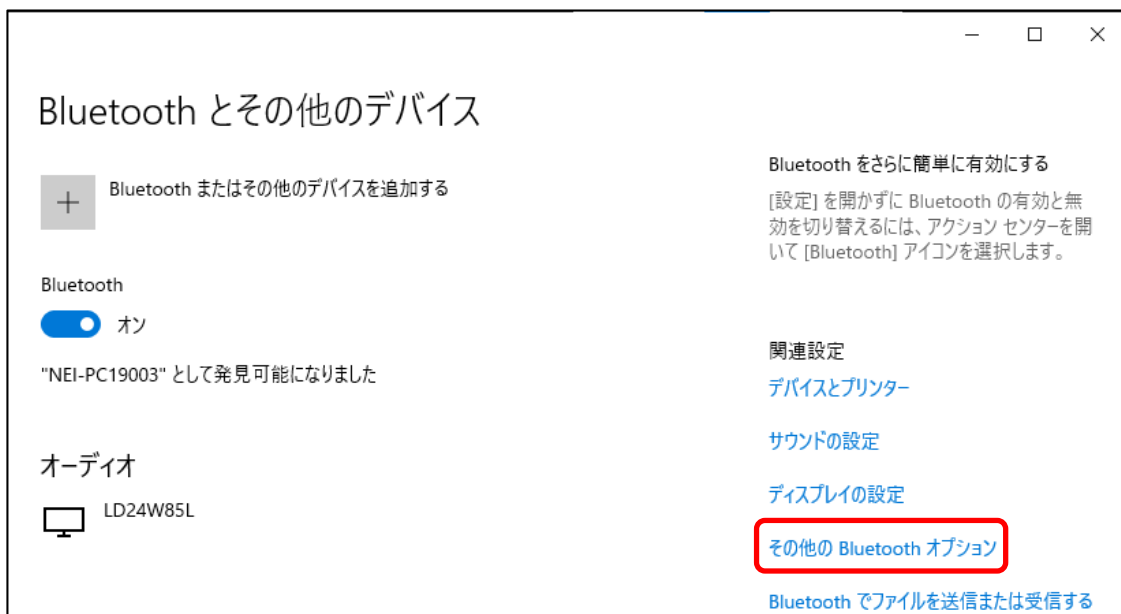 Bluetooth とその他のデバイス
Bluetooth またはその他のデバイスを追加する
Bluetooth
オン
"NEI-PC19003" として発見可能になりました
オーディオ
LD24W85L
Bluetooth をさらに簡単に有効にする
[設定] を開かずに Bluetooth の有効と無
効を切り替えるには、アクション センターを開
いて [Bluetooth] アイコンを選択します。
関連設定
デバイスとプリンター
サウンドの設定
ディスプレイの設定
その他の Bluetooth オプション
Bluetooth でファイルを送信または受信する